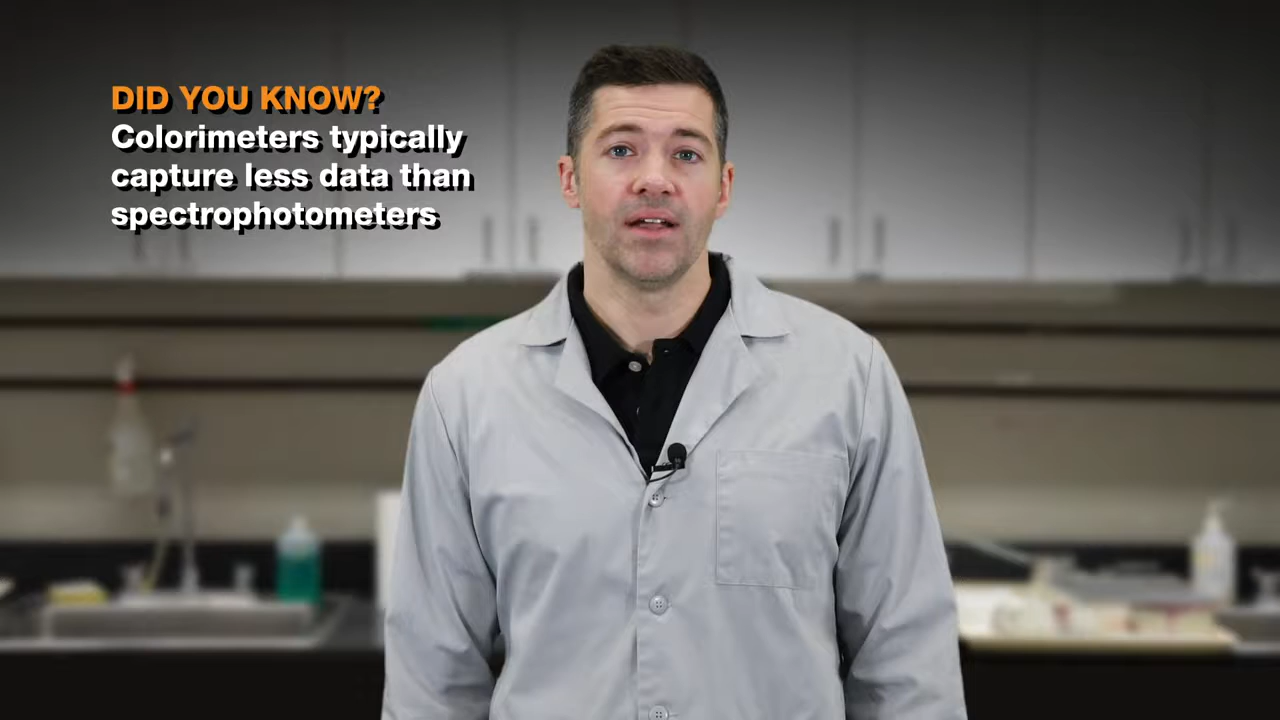 DID YOU KNOW?
Colorimeters typically
capture less data than
spectrophotometers